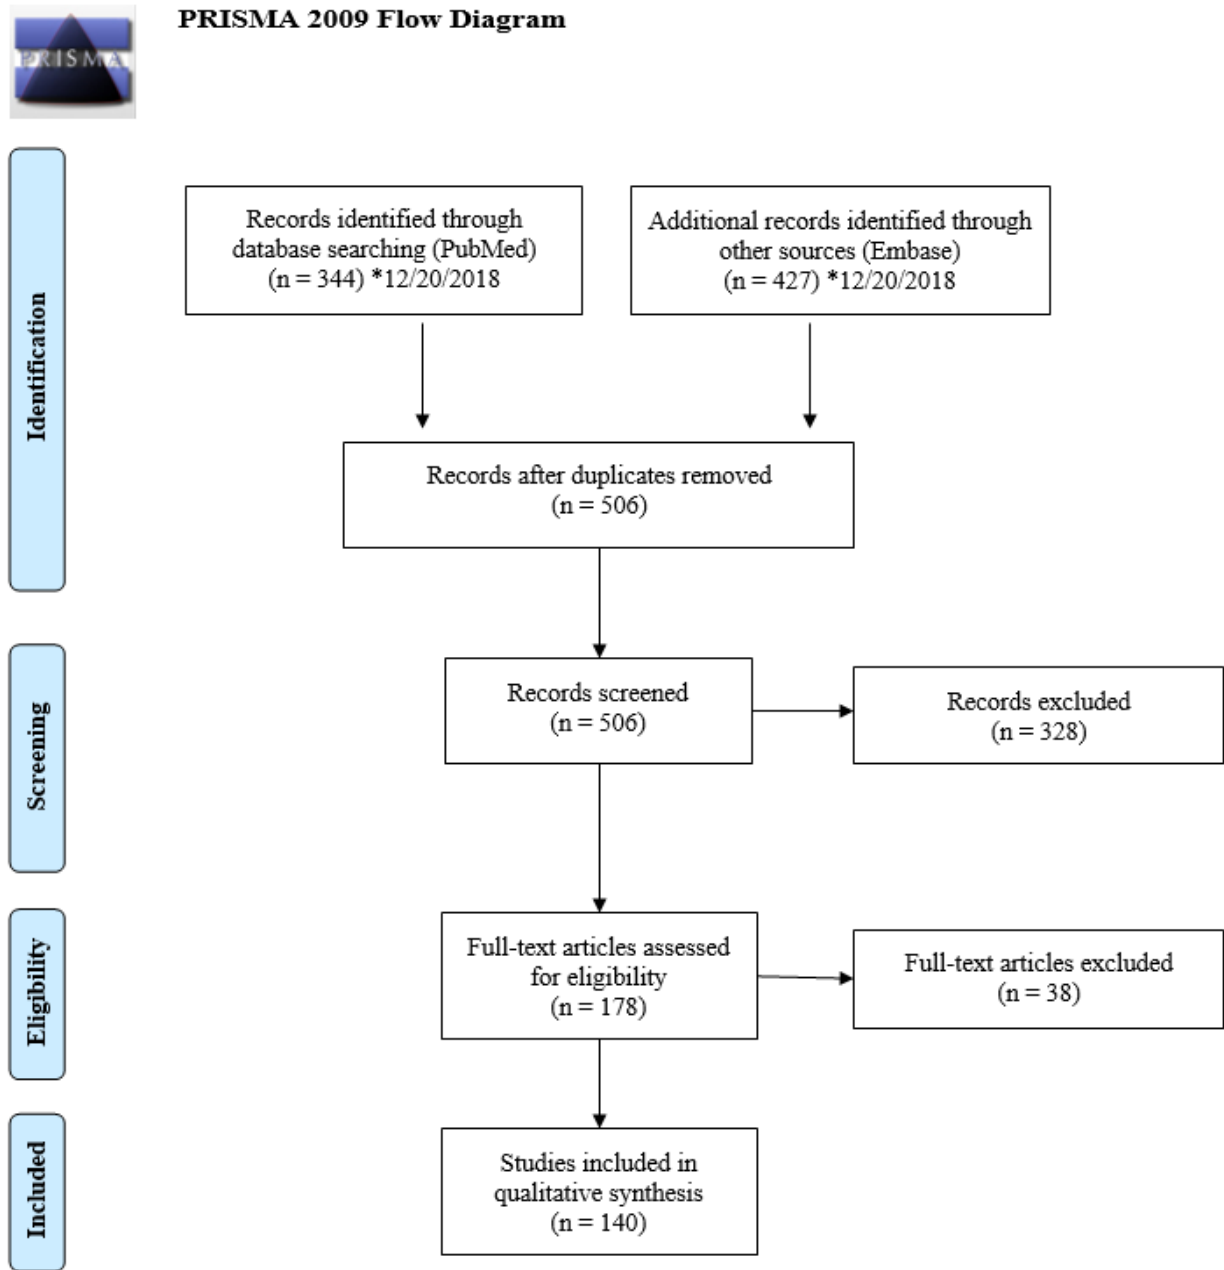 PRISMA 2009 Flow Diagram
PRISMA
Identification
Records identified through
database searching (PubMed)
(n = 344) *12/20/2018
Additional records identified through
other sources (Embase)
(n = 427) *12/20/2018
Records after duplicates removed
(n = 506)
Screening
Records screened
(n = 506)
Records excluded
(n = 328)
Eligibility
Full-text articles assessed
for eligibility
(n = 178)
Full-text articles excluded
(n = 38)
Included
Studies included in
qualitative synthesis
(n = 140)